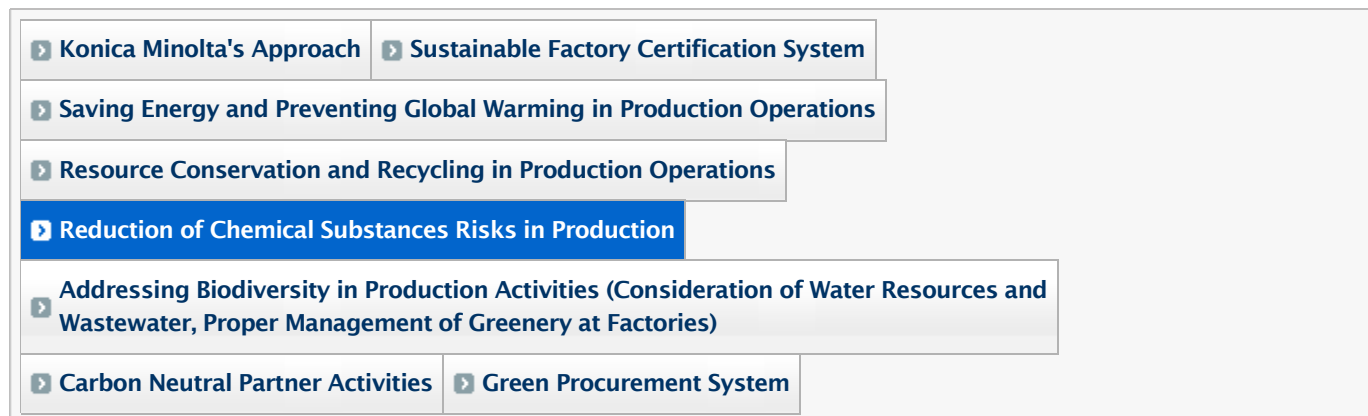 Konica Minolta's Approach
Sustainable Factory Certification System
Saving Energy and Preventing Global Warming in Production Operations
Resource Conservation and Recycling in Production Operations
Reduction of Chemical Substances Risks in Production
Addressing Biodiversity in Production Activities (Consideration of Water Resources and
Wastewater, Proper Management of Greenery at Factories)
Carbon Neutral Partner Activities
Green Procurement System